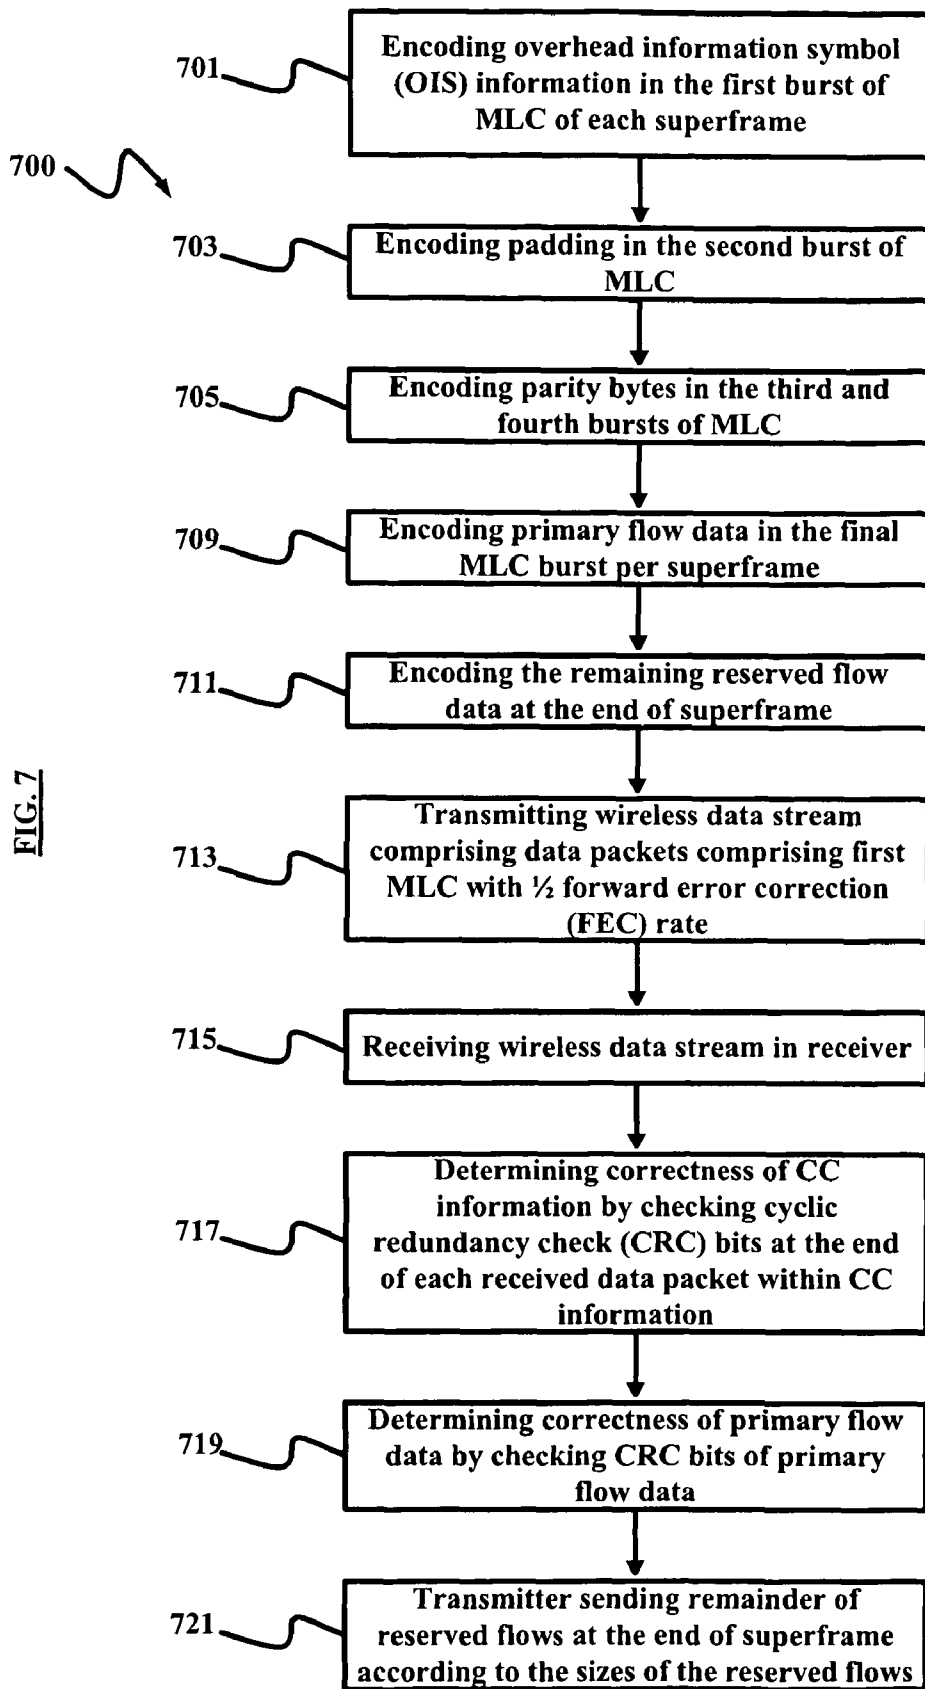 701
Encoding overhead information symbol
(OIS) information in the first burst of
MLC of each superframe
700
703
Encoding padding in the second burst of
MLC
705
Encoding parity bytes in the third and
fourth bursts of MLC
709
Encoding primary flow data in the final
MLC burst per superframe
711
Encoding the remaining reserved flow
data at the end of superframe
FIG. 7
713
Transmitting wireless data stream
comprising data packets comprising first
MLC with ½ forward error correction
(FEC) rate
715
Receiving wireless data stream in receiver
717
Determining correctness of CC
information by checking cyclic
redundancy check (CRC) bits at the end
of each received data packet within CC
information
719
Determining correctness of primary flow
data by checking CRC bits of primary
flow data
721
Transmitter sending remainder of
reserved flows at the end of superframe
according to the sizes of the reserved flows